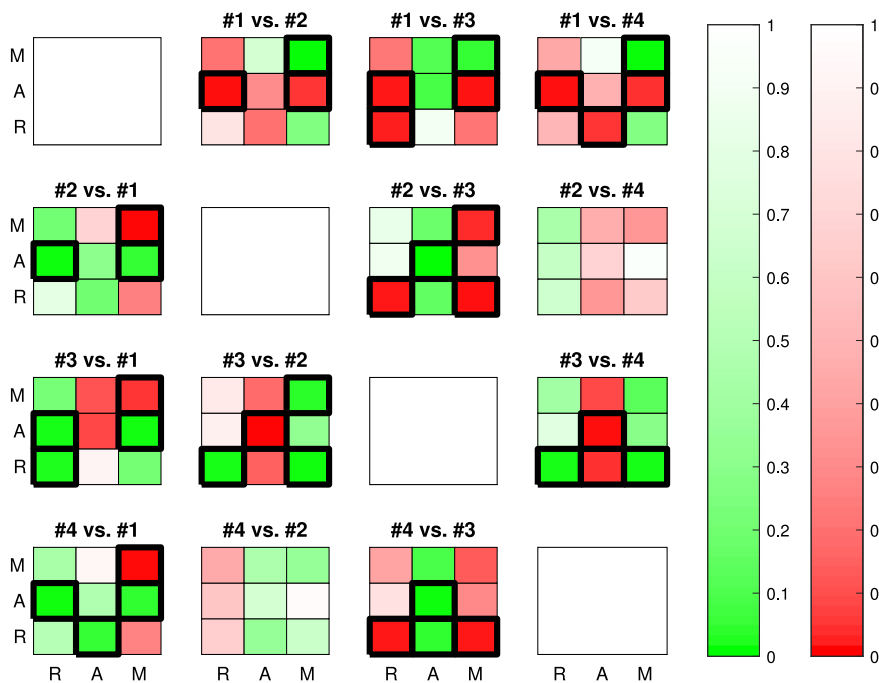 #1 vs. #2 #1 vs. #3 #1 vs. #4
M
A
R
#2 vs. #1 #2 vs. #3 #2 vs. #4
M
A
R
#3 vs. #1 #3 vs. #2 #3 vs. #4
M
A
R
#4 vs. #1 #4 vs. #2 #4 vs. #3
M
A
R
R A M R A M R A M R A M
1
0.9
0.8
0.7
0.6
0.5
0.4
0.3
0.2
0.1
0
1
0
0
0
0
0
0
0
0
0
0